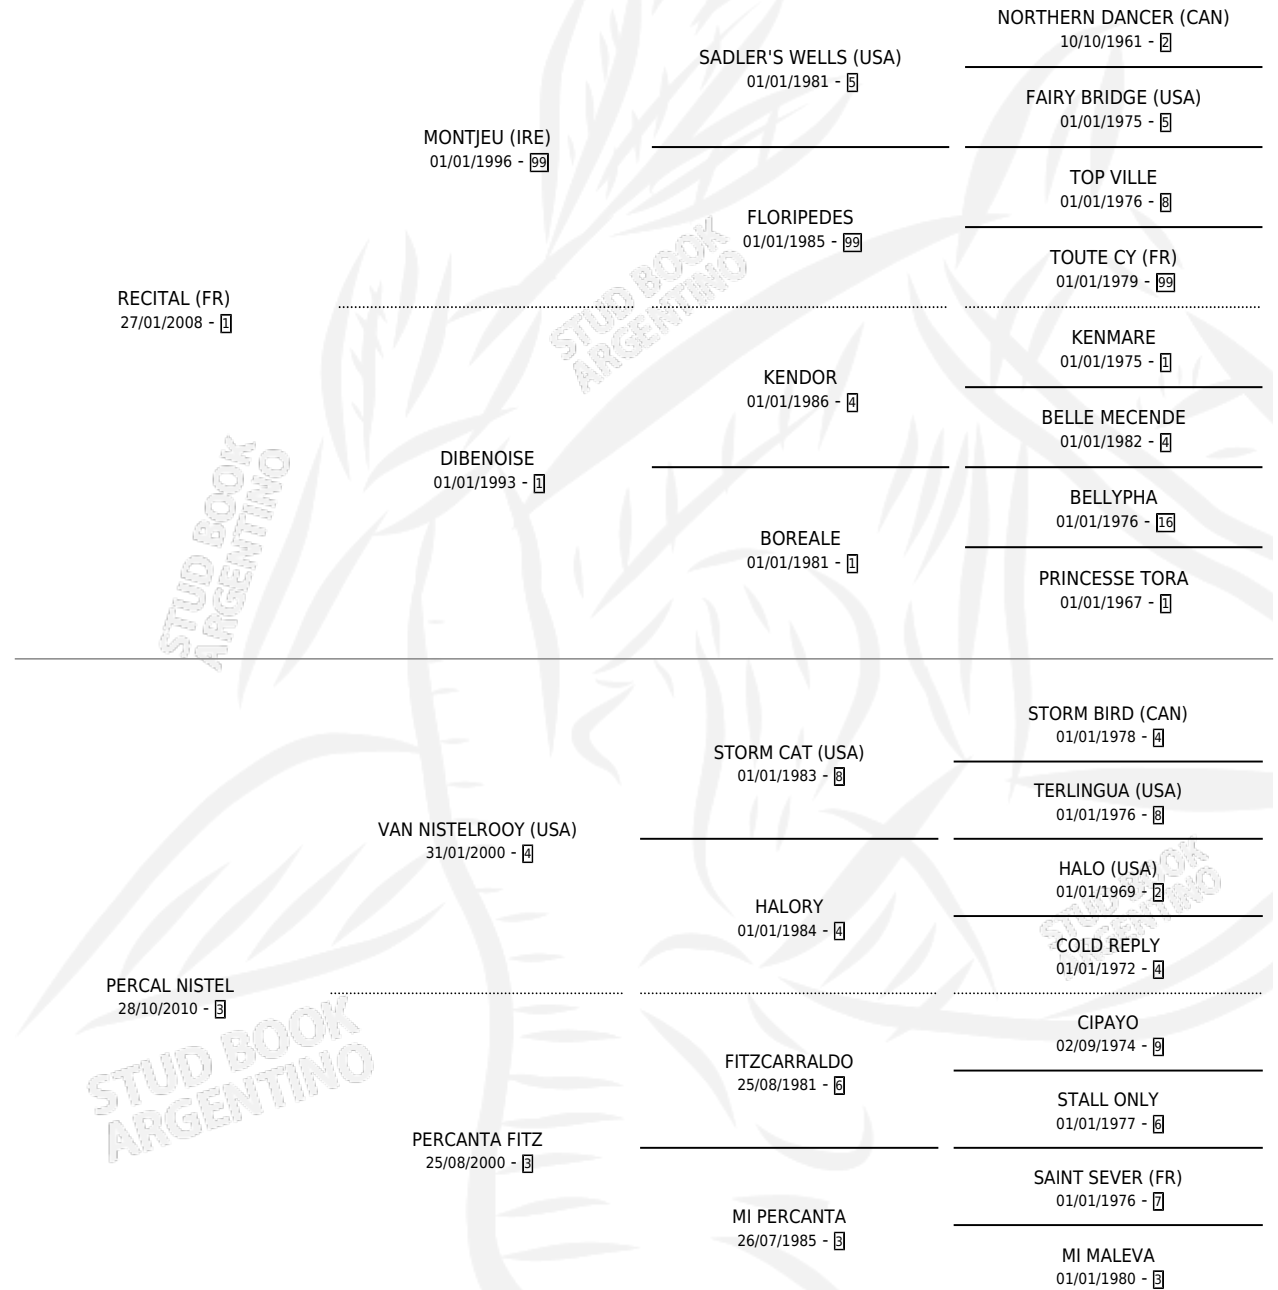 NORTHERN DANCER (CAN)
10/10/1961 - 2
SADLER'S WELLS (USA)
01/01/1981 - 5
FAIRY BRIDGE (USA)
01/01/1975 - 5
MONTJEU (IRE)
01/01/1996 - 99
TOP VILLE
01/01/1976 - 8
FLORIPEDES
01/01/1985 - 99
TOUTE CY (FR)
01/01/1979 - 99
RECITAL (FR)
27/01/2008 - 1
KENMARE
01/01/1975 - 1
KENDOR
01/01/1986 - 4
BELLE MECENDE
01/01/1982 - 4
DIBENOISE
01/01/1993 - 1
BELLYPHA
01/01/1976 - 16
BOREALE
01/01/1981 - 1
PRINCESSE TORA
01/01/1967 - 1
STORM BIRD (CAN)
01/01/1978 - 4
STORM CAT (USA)
01/01/1983 - 8
TERLINGUA (USA)
01/01/1976 - 8
VAN NISTELROOY (USA)
31/01/2000 - 4
HALO (USA)
01/01/1969 - 2
HALORY
01/01/1984 - 4
COLD REPLY
01/01/1972 - 4
PERCAL NISTEL
28/10/2010 - 3
CIPAYO
02/09/1974 - 9
FITZCARRALDO
25/08/1981 - 6
STALL ONLY
01/01/1977 - 6
PERCANTA FITZ
25/08/2000 - 3
SAINT SEVER (FR)
01/01/1976 - 7
MI PERCANTA
26/07/1985 - 3
MI MALEVA
01/01/1980 - 3
STUD BOOK
ARGENTINO
STUD BOOK
ARGENTINO
STUD BOOK
ARGENTINO
STUD BOOK
ARGENTINO